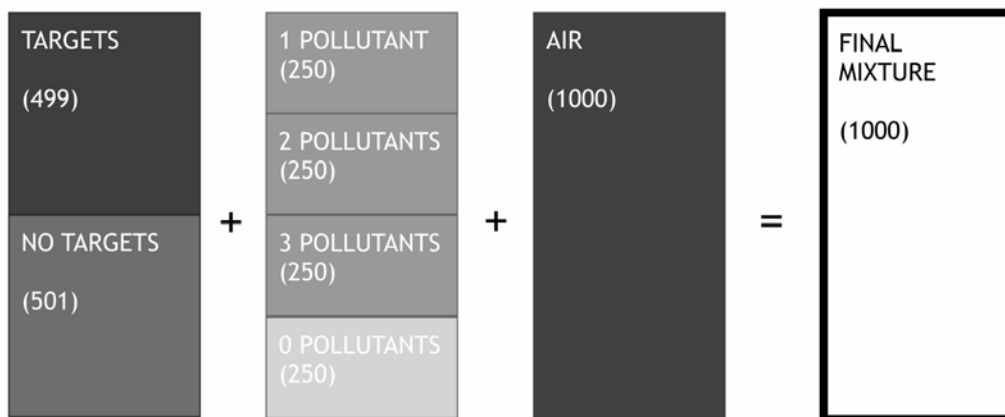 TARGETS
(499)
NO TARGETS
(501)
+
1 POLLUTANT
(250)
2 POLLUTANTS
(250)
3 POLLUTANTS
(250)
0 POLLUTANTS
(250)
+
AIR
(1000)
=
FINAL
MIXTURE
(1000)